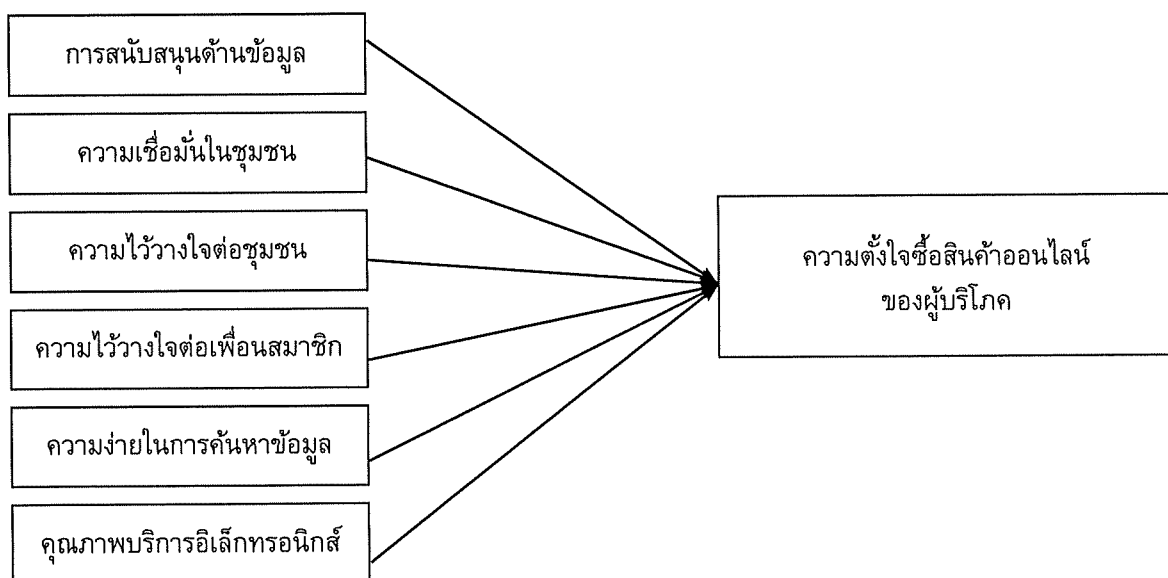 การสนับสนุนด้านข้อมูล
ความเชื่อมั่นในชุมชน
ความไว้วางใจต่อชุมชน
ความไว้วางใจต่อเพื่อนสมาชิก
ความง่ายในการค้นหาข้อมูล
คุณภาพบริการอิเล็กทรอนิกส์
ความตั้งใจซื้อสินค้าออนไลน์
ของผู้บริโภค